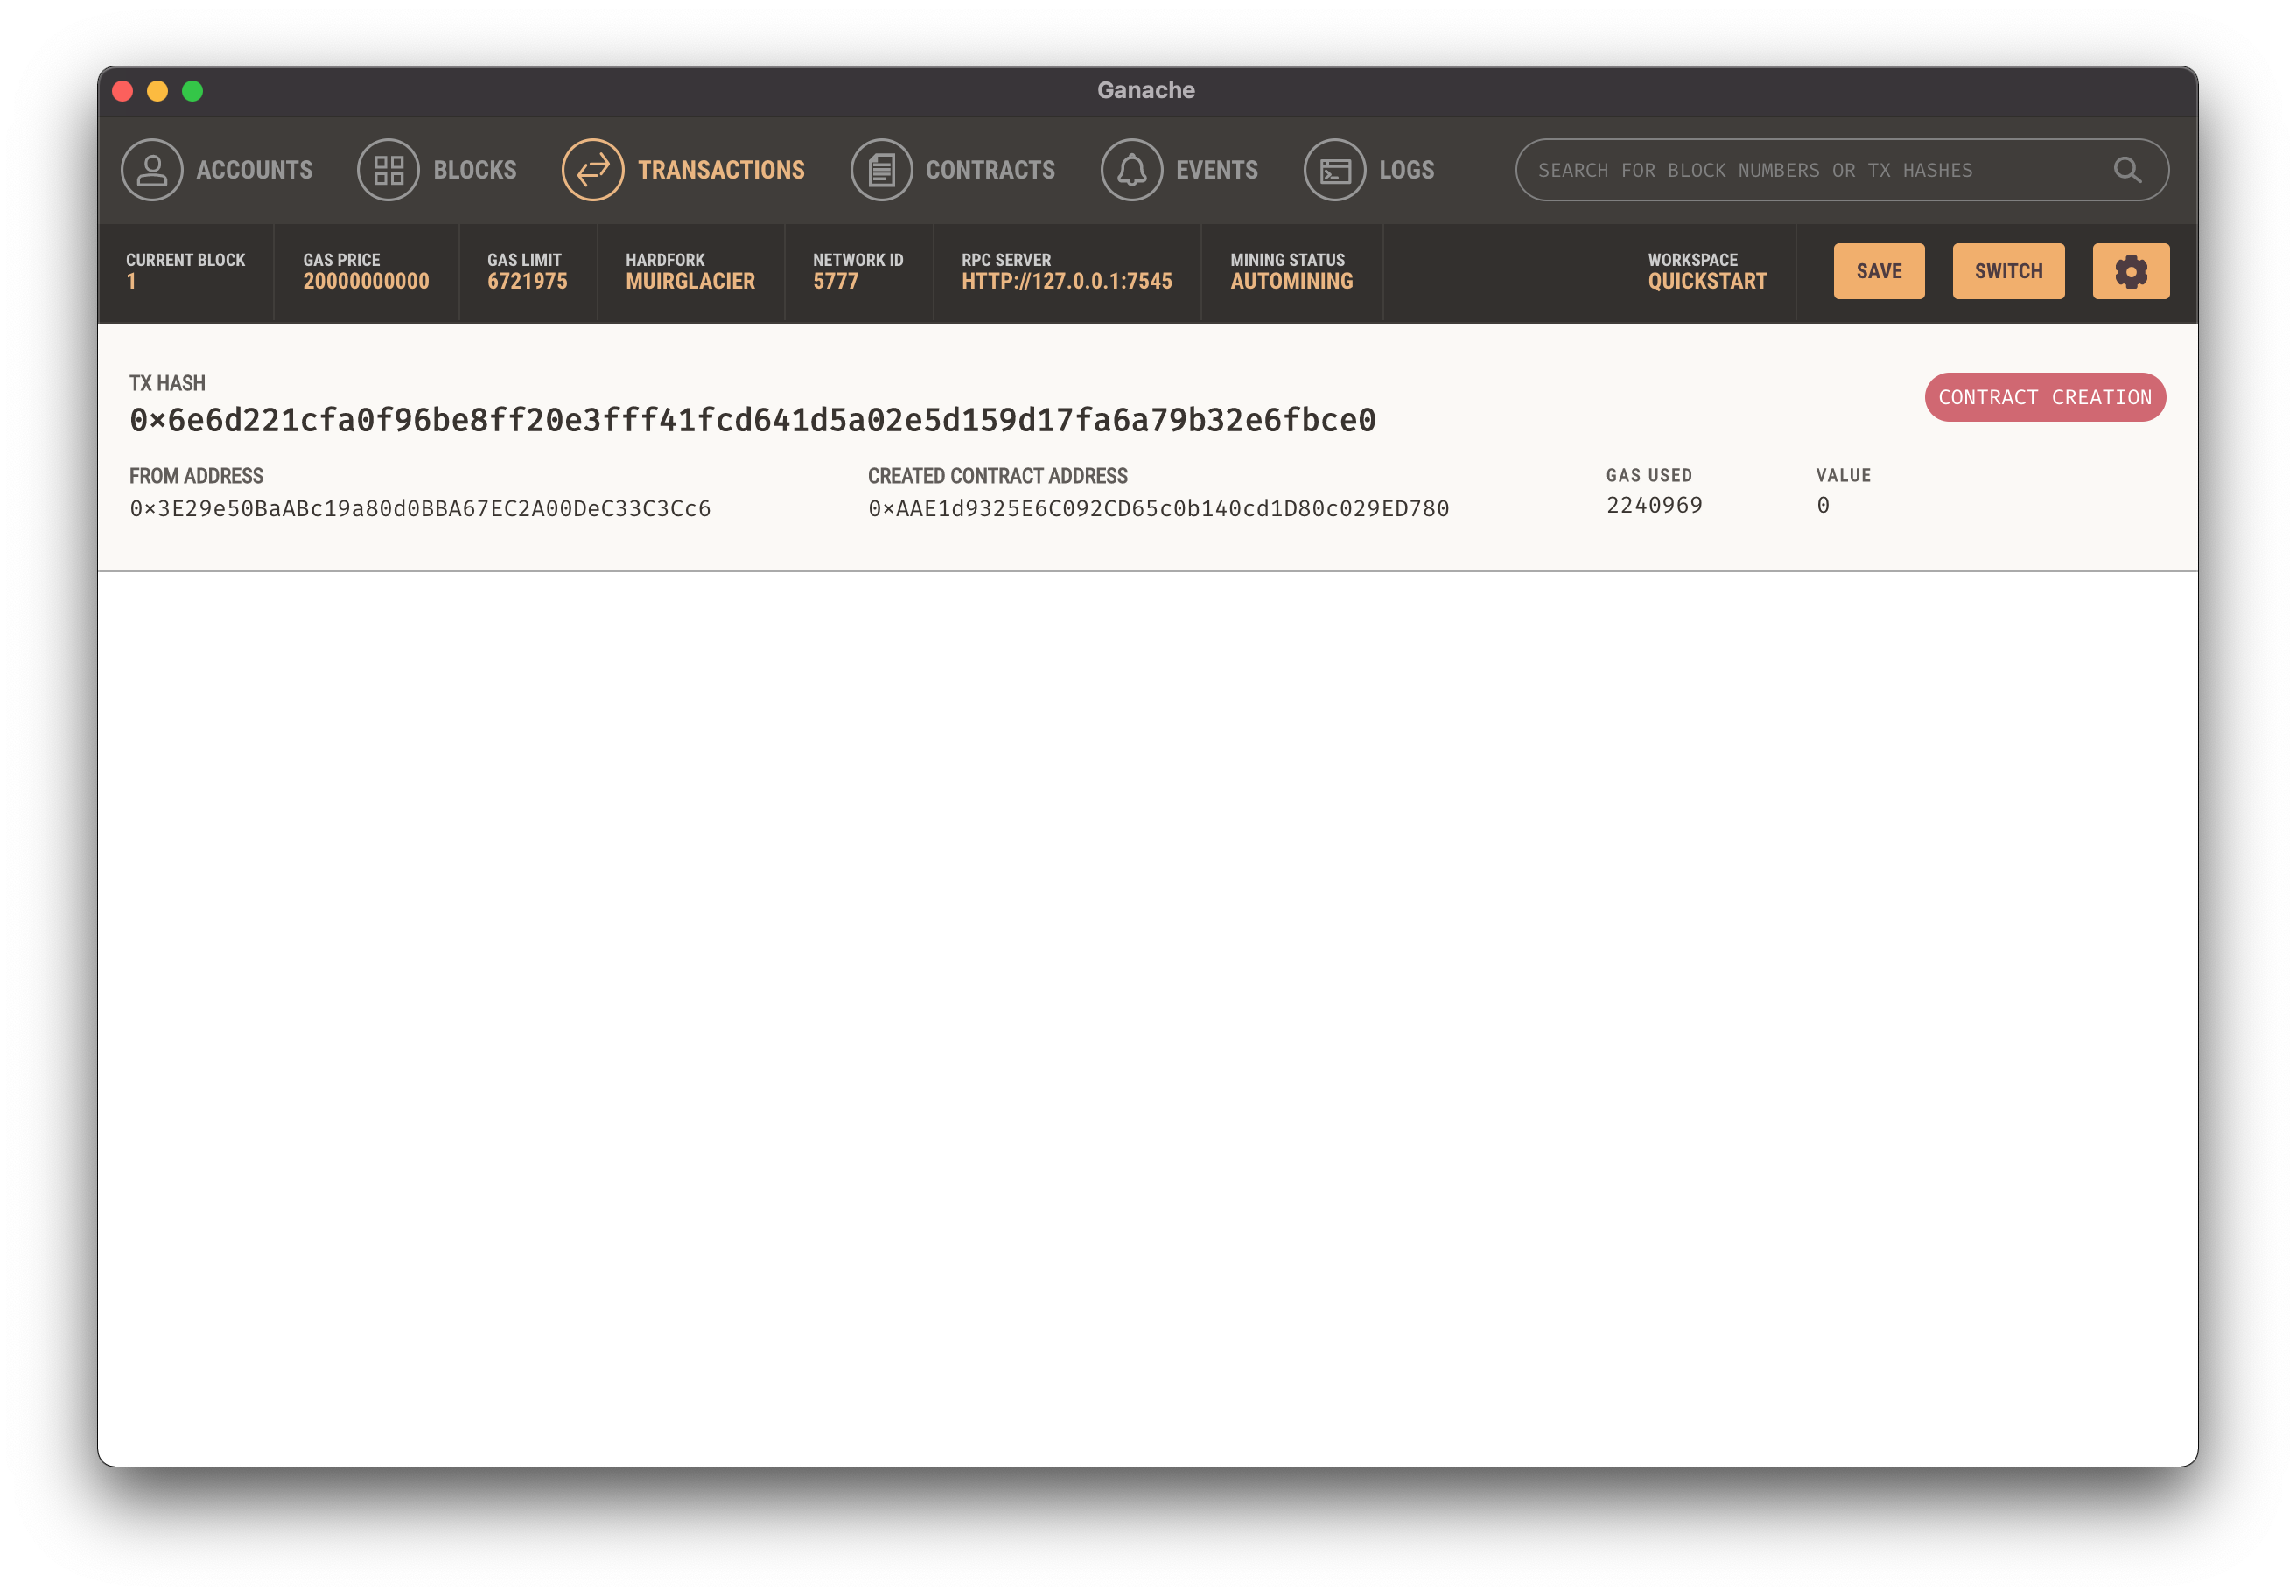 Ganache
ACCOUNTS BLOCKS TRANSACTIONS CONTRACTS EVENTS LOGS SEARCH FOR BLOCK NUMBERS OR TX HASHES
CURRENT BLOCK GAS PRICE GAS LIMIT HARDFORK NETWORK ID RPC SERVER MINING STATUS WORKSPACE
1 20000000000 6721975 MUIRGLACIER 5777 HTTP://127.0.0.1:7545 AUTOMINING QUICKSTART
SAVE SWITCH
TX HASH
0×6e6d221cfa0f96be8ff20e3fff41fcd641d5a02e5d159d17fa6a79b32e6fbce0
CONTRACT CREATION
FROM ADDRESS CREATED CONTRACT ADDRESS GAS USED VALUE
0×3E29e50BaABc19a80d0BBA67EC2A00DeC33C3Cc6 0×AAE1d9325E6C092CD65c0b140cd1D80c029ED780 2240969 0